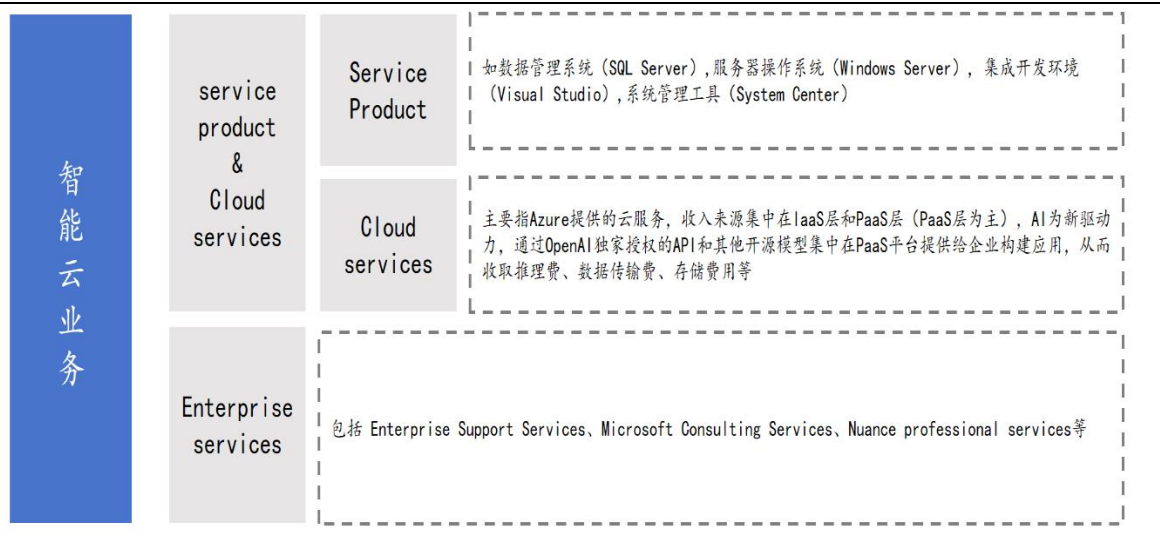 智能云业务
service
product
&
Cloud
services
Service
Product
如数据管理系统（SQL Server）,服务器操作系统（Windows Server）, 集成开发环境
（Visual Studio）,系统管理工具（System Center）
Cloud
services
主要指Azure提供的云服务，收入来源集中在IaaS层和PaaS层（PaaS层为主）, AI为新驱动
力，通过OpenAI独家授权的API和其他开源模型集中在PaaS平台提供给企业构建应用，从而
收取推理费、数据传输费、存储费用等
Enterprise
services
包括 Enterprise Support Services、Microsoft Consulting Services、Nuance professional services等